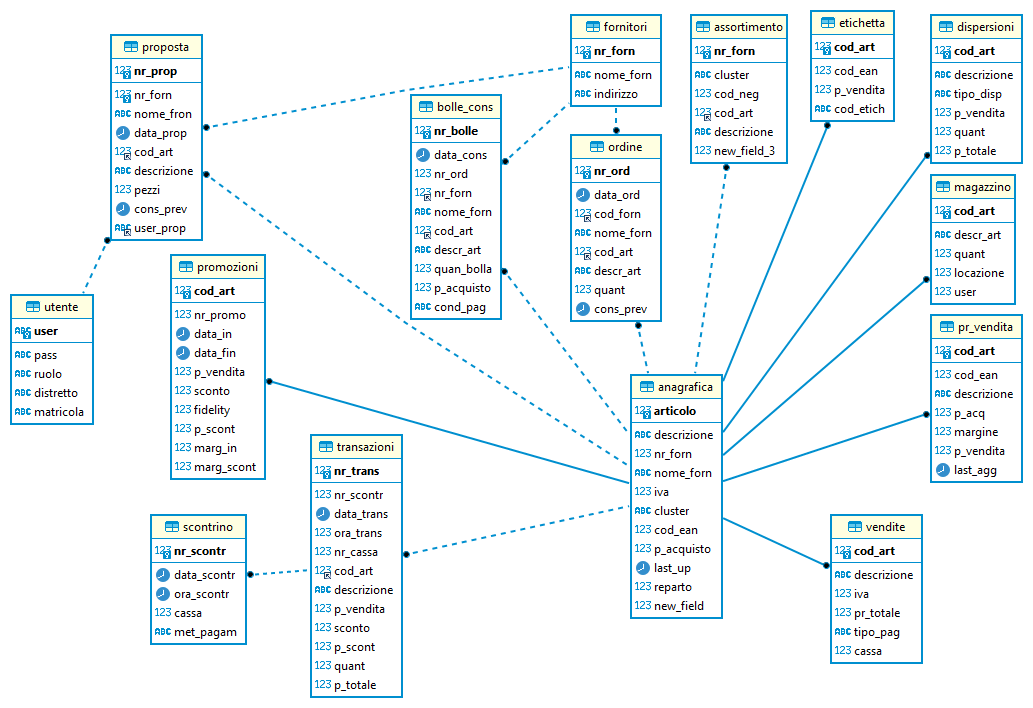 proposta
123 nr_prop
123 nr_forn
ABC nome_fron
data_prop
123 cod_art
ABC descrizione
123 pezzi
cons_prev
ABC user_prop
utente
ABC user
ABC pass
ABC ruolo
ABC distretto
ABC matricola
promozioni
123 cod_art
123 nr_promo
data_in
data_fin
123 p_vendita
123 sconto
123 fidelity
123 p_scont
123 marg_in
123 marg_scont
scontrino
123 nr_scontr
data_scontr
ora_scontr
123 cassa
ABC met_pagam
transazioni
123 nr_trans
123 nr_scontr
data_trans
123 ora_trans
123 nr_cassa
123 cod_art
ABC descrizione
123 p_vendita
123 sconto
123 p_scont
123 quant
123 p_totale
bolle_cons
123 nr_bolle
data_cons
123 nr_ord
123 nr_forn
ABC nome_forn
123 cod_art
ABC descr_art
123 quan_bolla
123 p_acquisto
ABC cond_pag
fornitori
123 nr_forn
ABC nome_forn
ABC indirizzo
ordine
123 nr_ord
data_ord
123 cod_forn
ABC nome_forn
123 cod_art
ABC descr_art
123 quant
cons_prev
assortimento
123 nr_forn
ABC cluster
123 cod_neg
123 cod_art
ABC descrizione
123 new_field_3
anagrafica
123 articolo
ABC descrizione
123 nr_forn
ABC nome_forn
123 iva
ABC cluster
123 cod_ean
123 p_acquisto
last_up
123 reparto
123 new_field
etichetta
123 cod_art
123 cod_ean
123 p_vendita
ABC cod_etich
dispersioni
123 cod_art
ABC descrizione
ABC tipo_disp
123 p_vendita
123 quant
123 p_totale
magazzino
123 cod_art
ABC descr_art
123 quant
123 locazione
123 user
pr_vendita
123 cod_art
123 cod_ean
ABC descrizione
123 p_acq
123 margine
123 p_vendita
last_agg
vendite
123 cod_art
ABC descrizione
123 iva
123 pr_totale
ABC tipo_pag
123 cassa